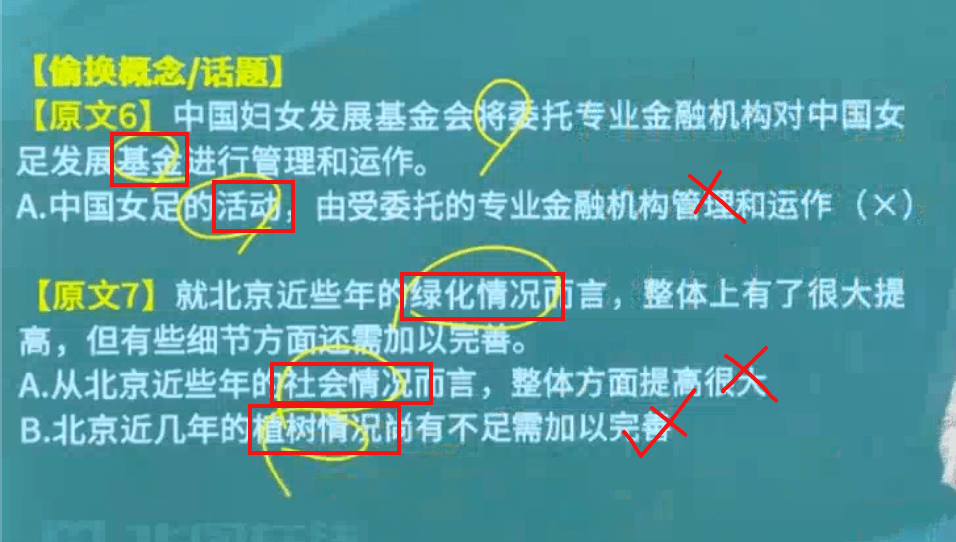 【偷换概念/话题】
【原文6】中国妇女发展基金会将委托专业金融机构对中国女
足发展基金进行管理和运作。
A.中国女足的活动，由受委托的专业金融机构管理和运作（×）
【原文7】就北京近些年的绿化情况而言，整体上有了很大提
高，但有些细节方面还需加以完善。
A.从北京近些年的社会情况而言，整体方面提高很大
B.北京近几年的植树情况尚有不足需加以完善